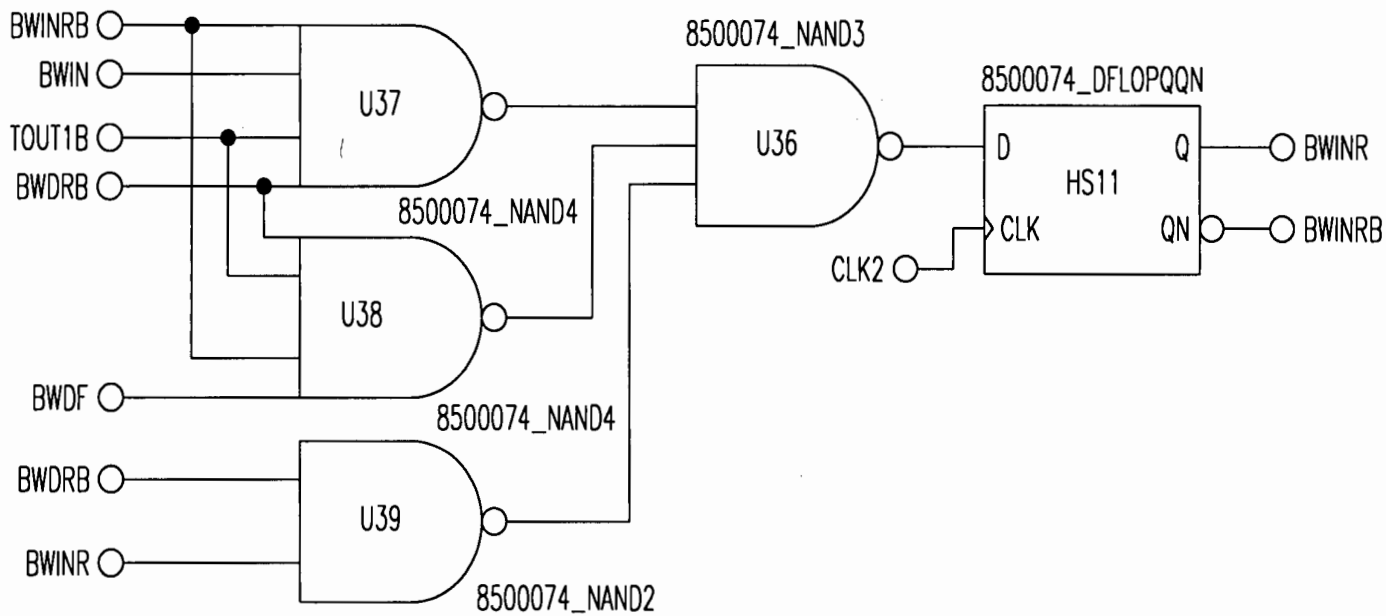 BWINRB
BWIN
TOUT1B
BWDRB
U37
8500074_NAND4
U38
BWDF
8500074_NAND4
BWDRB
U39
BWINR
8500074_NAND2
8500074_NAND3
U36
8500074_DFLOPQQN
D
Q
HS11
CLK
QN
CLK2
BWINR
BWINRB